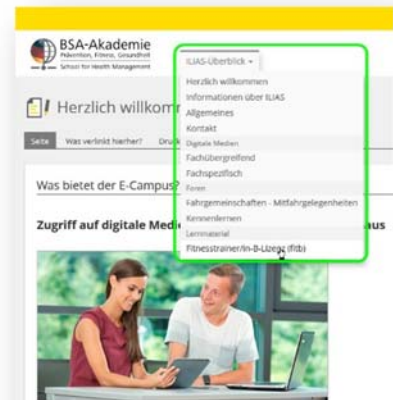 BSA-Akademie
Prävention, Fitness, Gesundheit
School for Health Management
ILIAS-Überblick
Herzlich willkommen
Informationen über ILIAS
Allgemeines
Kontakt
Digitale Medien
Fachübergreifend
Fachspezifisch
Foren
Fahrgemeinschaften - Mitfahrgelegenheiten
Kennenlernen
Lernmaterial
Fitnesstrainer/in-B-Lizenz (fitb)
Herzlich willkom
Seite Was verlinkt hierher? Druck
Was bietet der E-Campus?
Zugriff auf digitale Medi aus